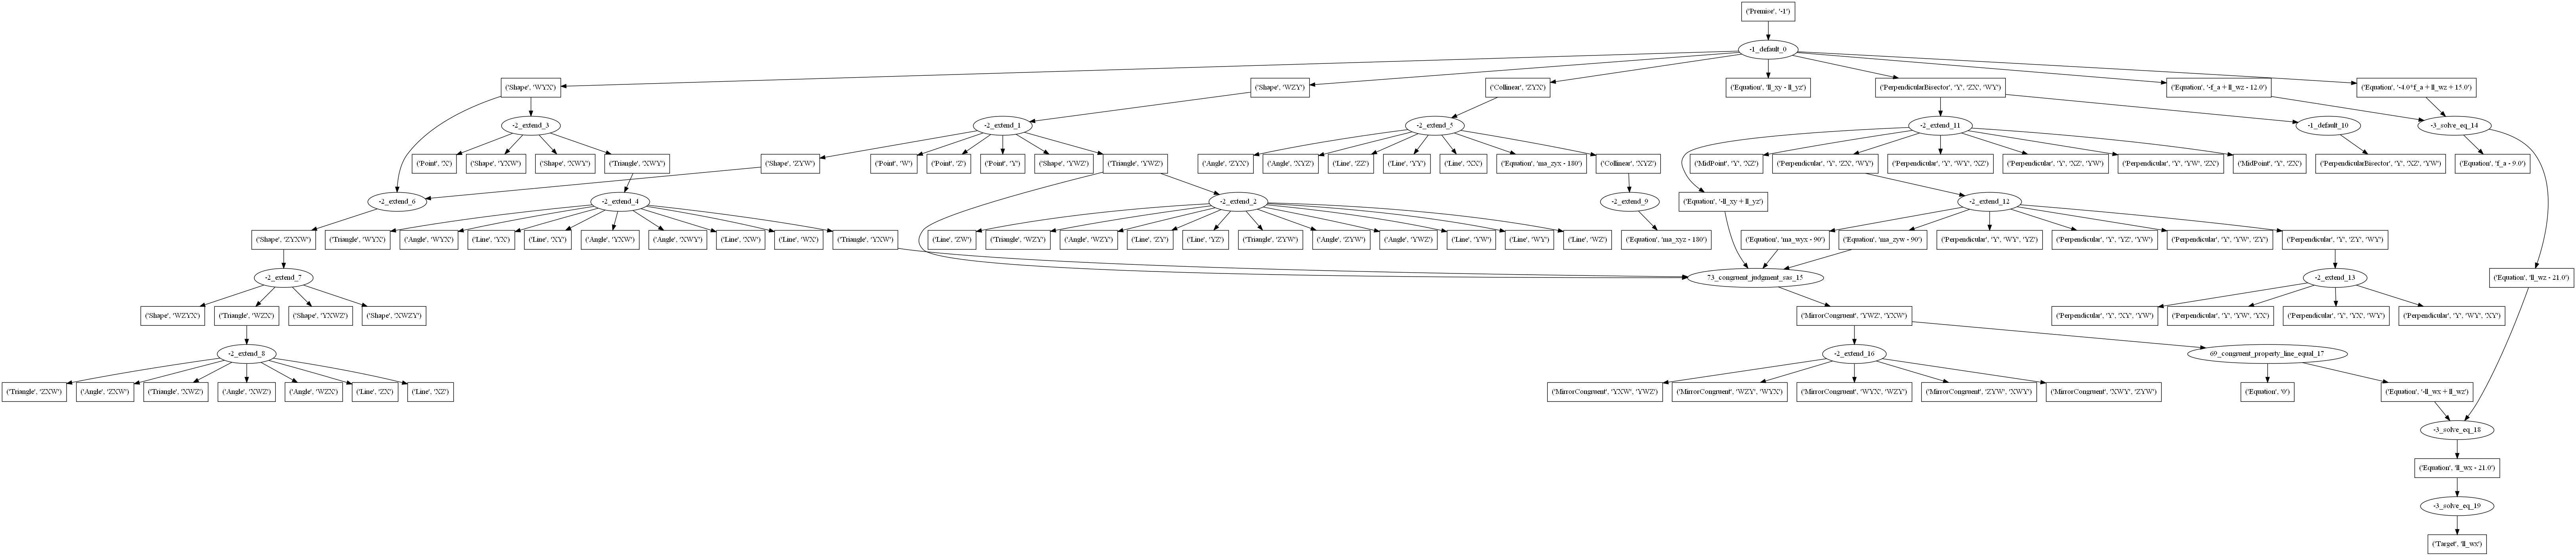 ('Premise', '-1')
-1_default_0
('Shape', 'WYX')
('Shape', 'WZY')
('Collinear', 'ZYX')
('Equation', 'll_xy - ll_yz')
('PerpendicularBisector', 'Y', 'ZX', 'WY')
('Equation', '-f_a + ll_wz - 12.0')
('Equation', '-4.0*f_a + ll_wz + 15.0')
-2_extend_3
-2_extend_1
-2_extend_5
-2_extend_11
-1_default_10
-3_solve_eq_14
('Point', 'X')
('Shape', 'YXW')
('Shape', 'XWY')
('Triangle', 'XWY')
('Shape', 'ZYW')
('Point', 'W')
('Point', 'Z')
('Point', 'Y')
('Shape', 'YWZ')
('Triangle', 'YWZ')
('Angle', 'ZYX')
('Angle', 'XYZ')
('Line', 'ZZ')
('Line', 'YY')
('Line', 'XX')
('Equation', 'ma_zyx - 180')
('Collinear', 'XYZ')
('MidPoint', 'Y', 'XZ')
('Perpendicular', 'Y', 'ZX', 'WY')
('Perpendicular', 'Y', 'WY', 'XZ')
('Perpendicular', 'Y', 'XZ', 'YW')
('Perpendicular', 'Y', 'YW', 'ZX')
('MidPoint', 'Y', 'ZX')
('PerpendicularBisector', 'Y', 'XZ', 'YW')
('Equation', 'f_a - 9.0')
-2_extend_6
-2_extend_4
-2_extend_2
-2_extend_9
('Equation', '-ll_xy + ll_yz')
-2_extend_12
('Shape', 'ZYXW')
('Triangle', 'WYX')
('Angle', 'WYX')
('Line', 'YX')
('Line', 'XY')
('Angle', 'YXW')
('Angle', 'XWY')
('Line', 'XW')
('Line', 'WX')
('Triangle', 'YXW')
('Line', 'ZW')
('Triangle', 'WZY')
('Angle', 'WZY')
('Line', 'ZY')
('Line', 'YZ')
('Triangle', 'ZYW')
('Angle', 'ZYW')
('Angle', 'YWZ')
('Line', 'YW')
('Line', 'WY')
('Line', 'WZ')
('Equation', 'ma_xyz - 180')
('Equation', 'ma_wyx - 90')
('Equation', 'ma_zyw - 90')
('Perpendicular', 'Y', 'WY', 'YZ')
('Perpendicular', 'Y', 'YZ', 'YW')
('Perpendicular', 'Y', 'YW', 'ZY')
('Perpendicular', 'Y', 'ZY', 'WY')
-2_extend_7
73_congruent_judgment_sas_15
-2_extend_13
('Equation', 'll_wz - 21.0')
('Shape', 'WZYX')
('Triangle', 'WZX')
('Shape', 'YXWZ')
('Shape', 'XWZY')
('MirrorCongruent', 'YWZ', 'YXW')
('Perpendicular', 'Y', 'XY', 'YW')
('Perpendicular', 'Y', 'YW', 'YX')
('Perpendicular', 'Y', 'YX', 'WY')
('Perpendicular', 'Y', 'WY', 'XY')
-2_extend_8
-2_extend_16
69_congruent_property_line_equal_17
('Triangle', 'ZXW')
('Angle', 'ZXW')
('Triangle', 'XWZ')
('Angle', 'XWZ')
('Angle', 'WZX')
('Line', 'ZX')
('Line', 'XZ')
('MirrorCongruent', 'YXW', 'YWZ')
('MirrorCongruent', 'WZY', 'WYX')
('MirrorCongruent', 'WYX', 'WZY')
('MirrorCongruent', 'ZYW', 'XWY')
('MirrorCongruent', 'XWY', 'ZYW')
('Equation', '0')
('Equation', '-ll_wx + ll_wz')
-3_solve_eq_18
('Equation', 'll_wx - 21.0')
-3_solve_eq_19
('Target', 'll_wx')